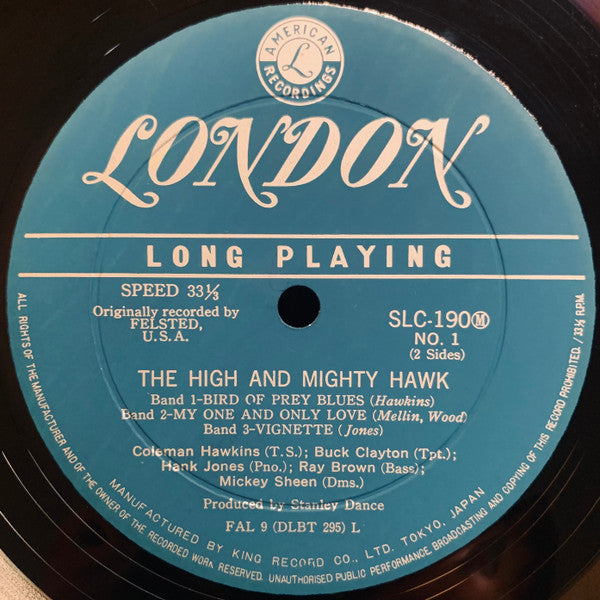 AMERICAN
L
RECORDINGS
LONDON
LONG PLAYING
SPEED 33⅓
Originally recorded by
FELSTED,
U.S.A.
SLC-190Ⓜ
NO. 1
(2 Sides)
THE HIGH AND MIGHTY HAWK
Band 1-BIRD OF PREY BLUES (Hawkins)
Band 2-MY ONE AND ONLY LOVE (Mellin, Wood)
Band 3-VIGNETTE (Jones)
Coleman Hawkins (T.S.); Buck Clayton (Tpt.);
Hank Jones (Pno.); Ray Brown (Bass);
Mickey Sheen (Dms.)
Produced by Stanley Dance
FAL 9 (DLBT 295) L
MANUFACTURED BY KING RECORD CO., LTD. TOKYO, JAPAN
ALL RIGHTS OF THE MANUFACTURER AND OF THE OWNER OF THE RECORDED WORK RESERVED. UNAUTHORISED PUBLIC PERFORMANCE, BROADCASTING AND COPYING OF THIS RECORD PROHIBITED. / 33⅓ R.P.M.